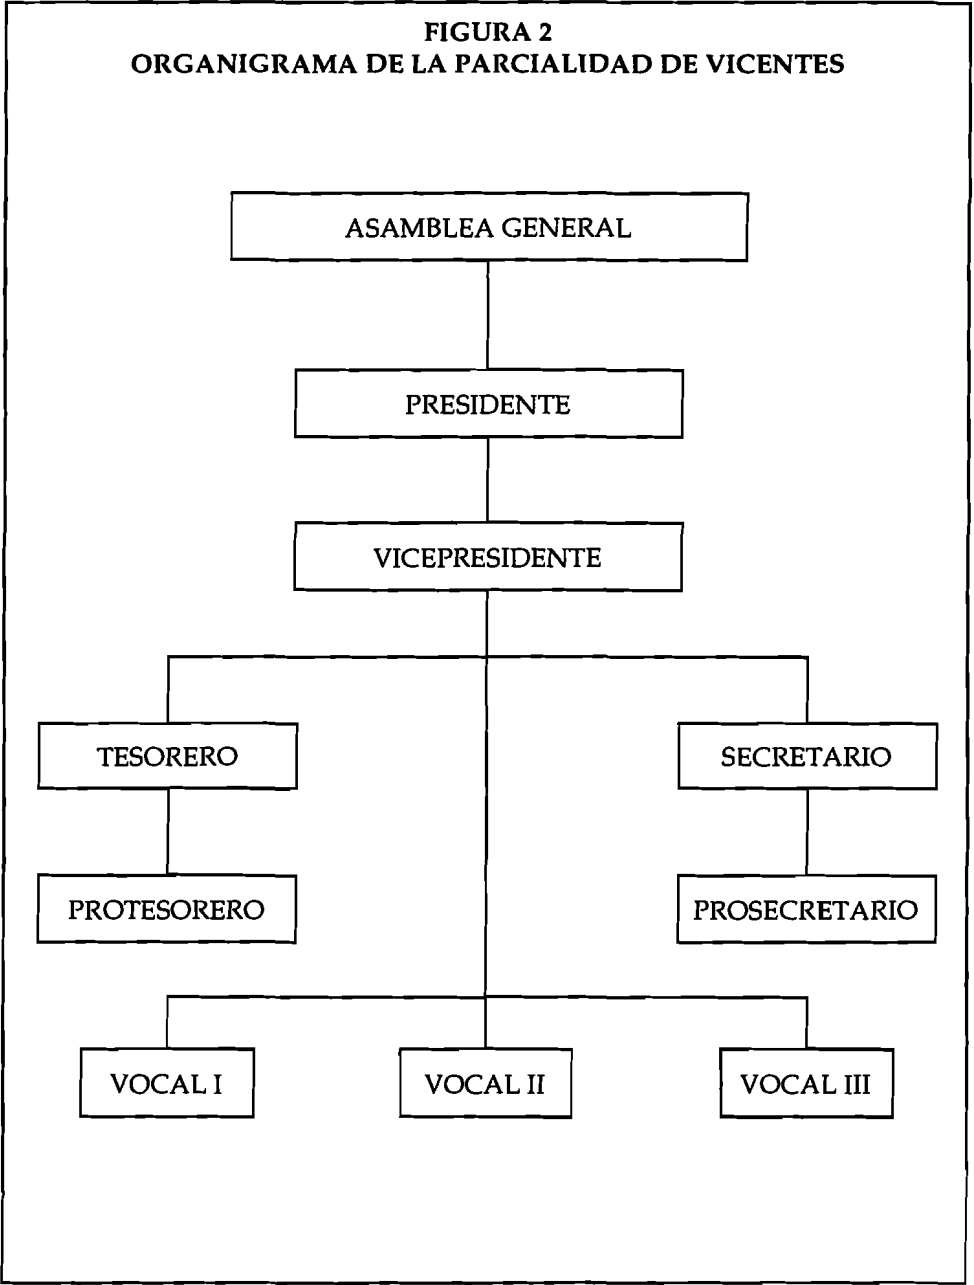 FIGURA 2
ORGANIGRAMA DE LA PARCIALIDAD DE VICENTES
ASAMBLEA GENERAL
PRESIDENTE
VICEPRESIDENTE
TESORERO
SECRETARIO
PROTESORERO
PROSECRETARIO
VOCAL I
VOCAL II
VOCAL III